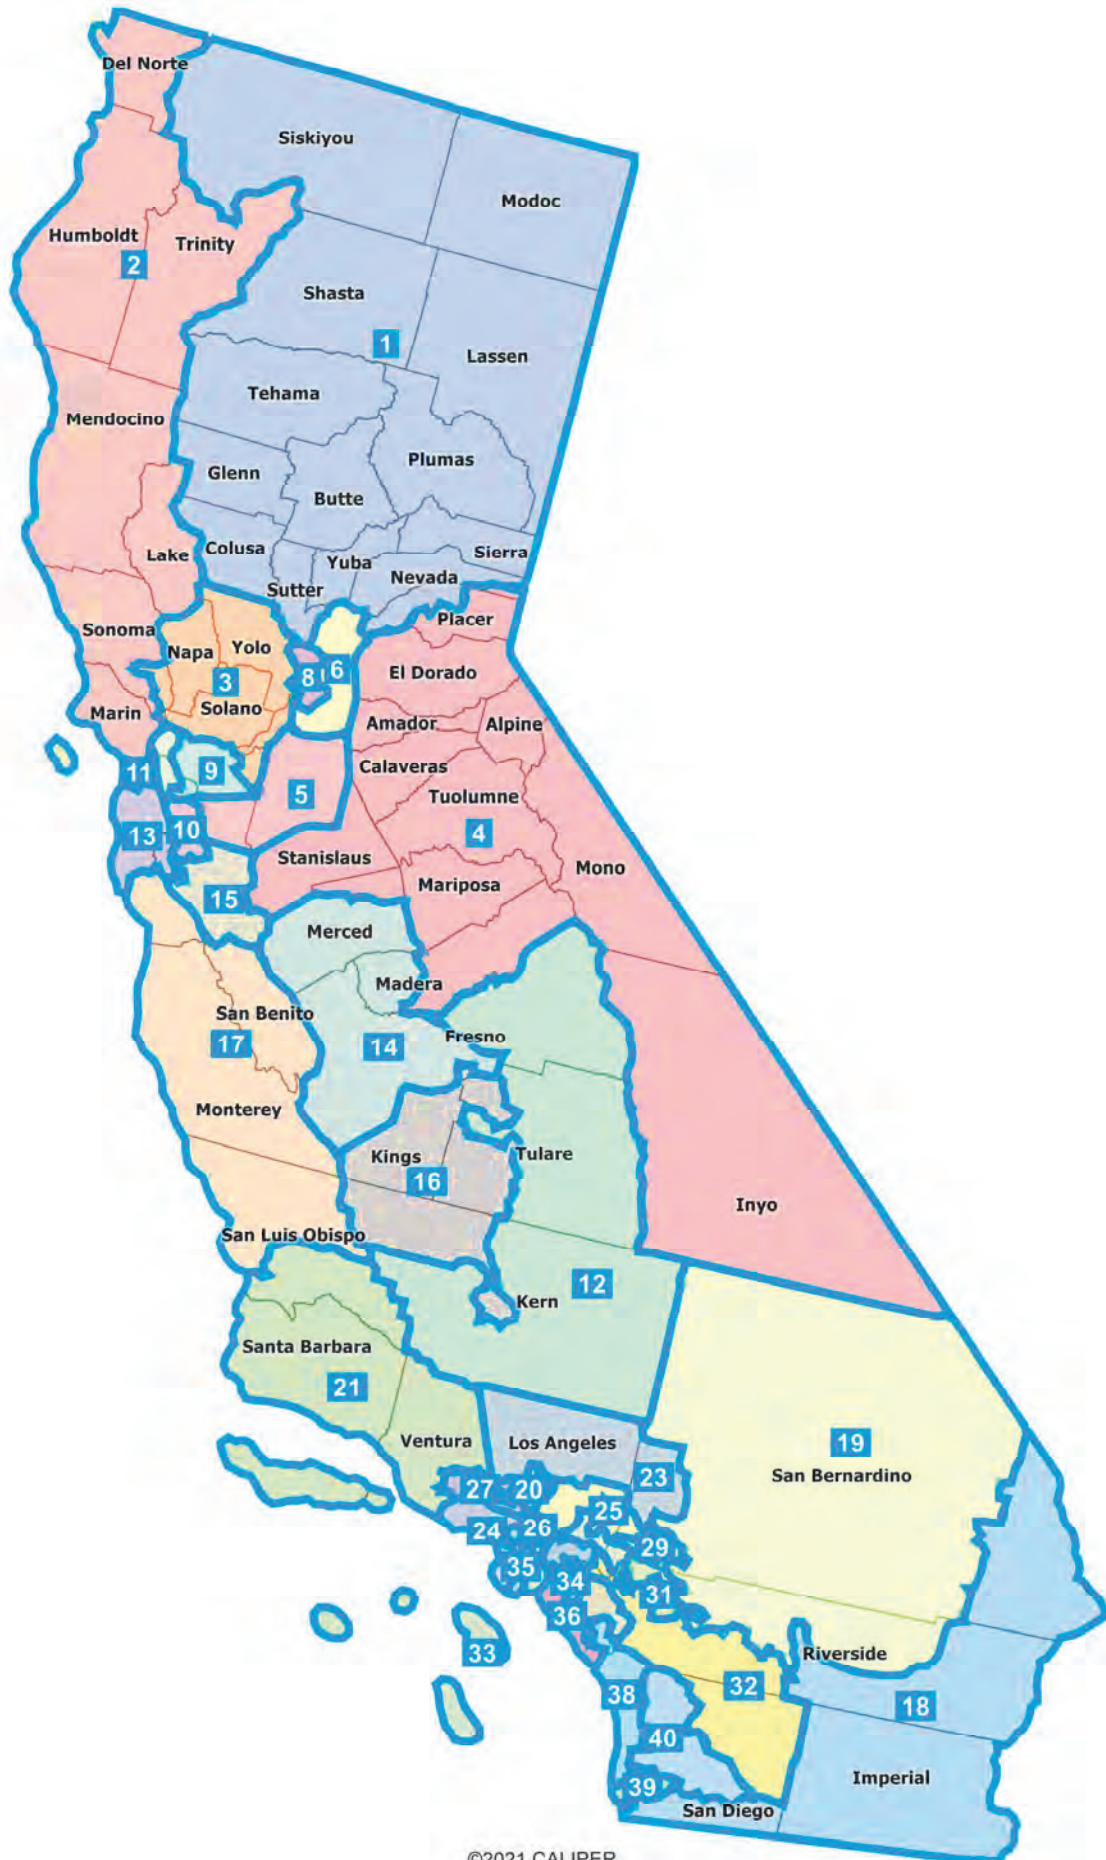 Del Norte
Siskiyou
Modoc
Humboldt
Trinity
2
Shasta
1
Lassen
Tehama
Mendocino
Plumas
Glenn
Butte
Colusa
Lake
Sierra
Yuba
Nevada
Sutter
Placer
Sonoma
Yolo
Napa
8
6
El Dorado
3
Solano
Marin
Amador
Alpine
Calaveras
11
9
5
Tuolumne
4
13
10
Stanislaus
Mono
Mariposa
15
Merced
Madera
San Benito
Fresno
17
14
Monterey
Kings
Tulare
16
Inyo
San Luis Obispo
12
Kern
Santa Barbara
21
Ventura
Los Angeles
19
San Bernardino
23
27
20
25
24
26
29
35
34
31
36
33
Riverside
32
38
18
40
Imperial
39
San Diego
©2021 CALIPER